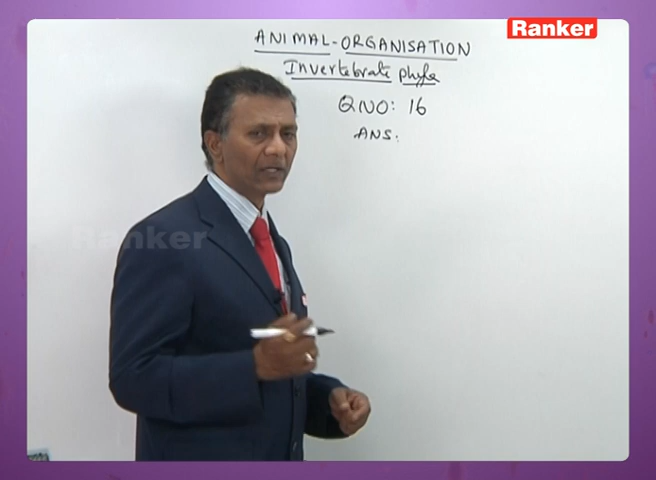 Ranker
ANIMAL-ORGANISATION
Invertebrate phyla
QNO: 16
ANS:
Ranker